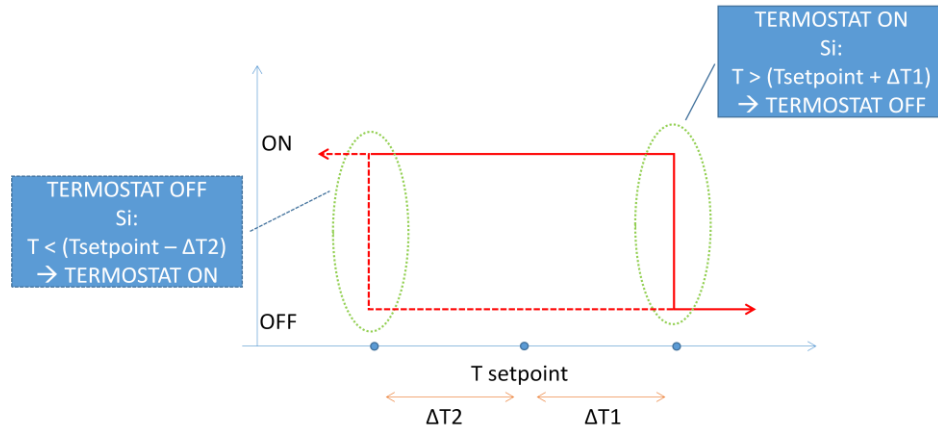 TERMOSTAT ON
Si:
T > (Tsetpoint + ΔT1)
→ TERMOSTAT OFF
ON
TERMOSTAT OFF
Si:
T < (Tsetpoint – ΔT2)
→ TERMOSTAT ON
OFF
T setpoint
ΔT2
ΔT1